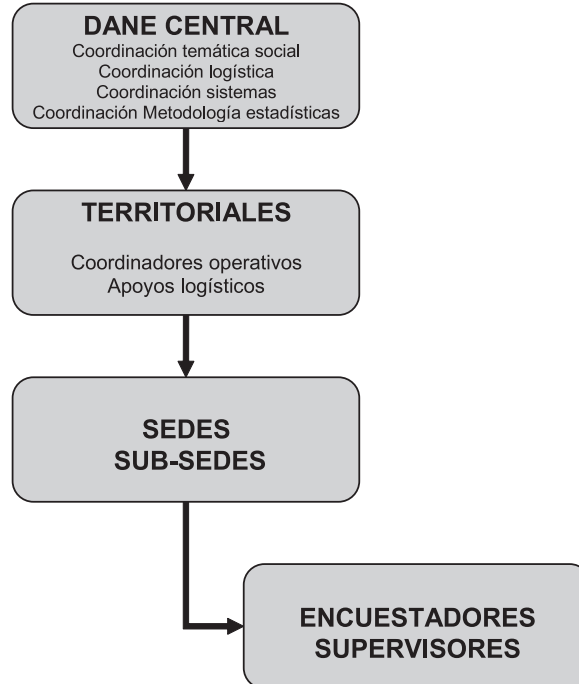 DANE CENTRAL
Coordinación temática social
Coordinación logística
Coordinación sistemas
Coordinación Metodología estadísticas
TERRITORIALES
Coordinadores operativos
Apoyos logísticos
SEDES
SUB-SEDES
ENCUESTADORES
SUPERVISORES